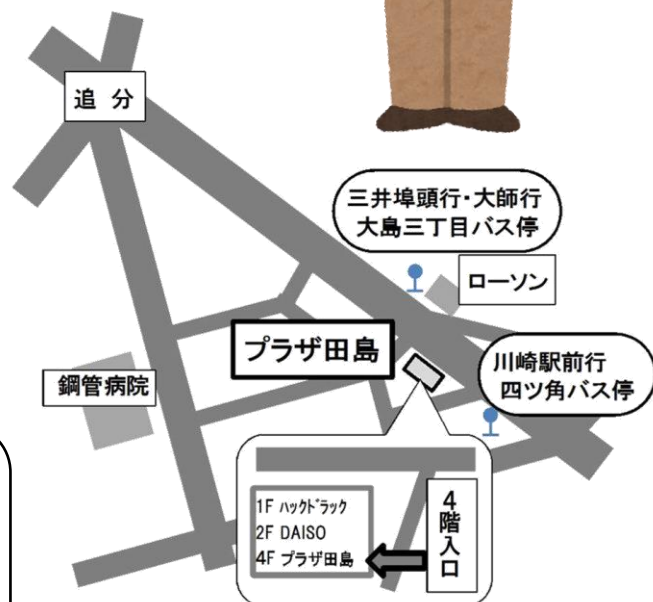 追 分
三井埠頭行・大師行
大島三丁目バス停
ローソン
プラザ田島
川崎駅前行
四ツ角バス停
鋼管病院
1F ハックドラック
2F DAISO
4F プラザ田島
4階入口